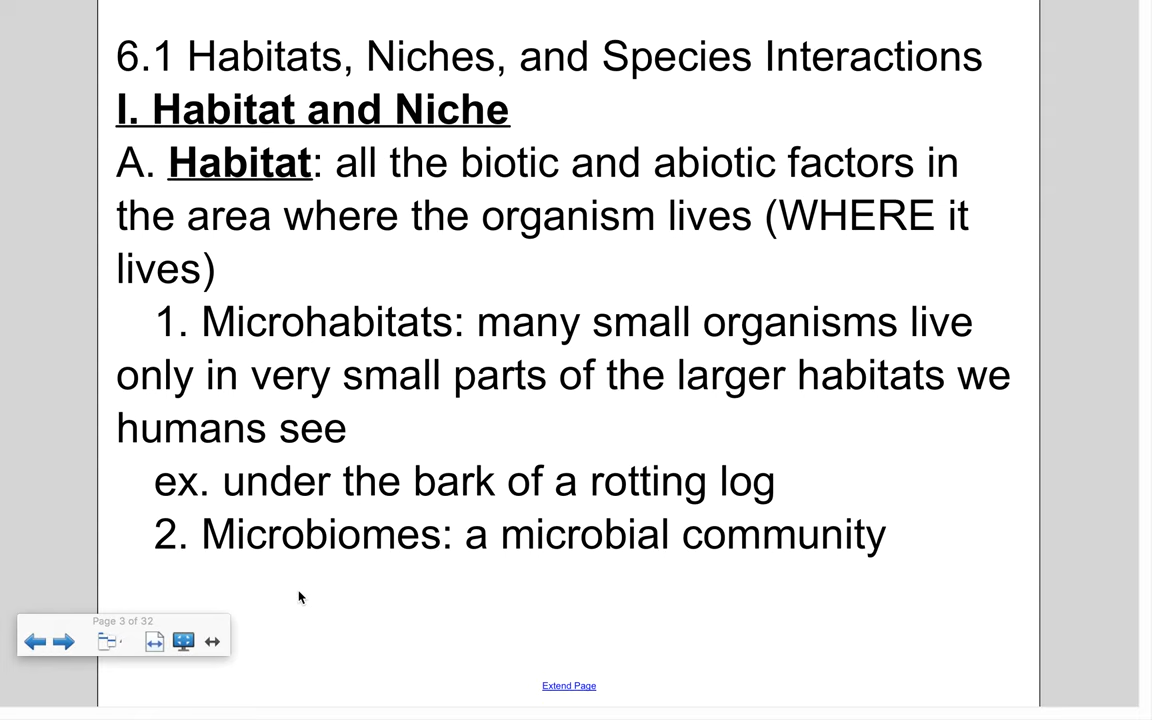 6.1 Habitats, Niches, and Species Interactions
I. Habitat and Niche
A. Habitat: all the biotic and abiotic factors in
the area where the organism lives (WHERE it
lives)
1. Microhabitats: many small organisms live
only in very small parts of the larger habitats we
humans see
ex. under the bark of a rotting log
2. Microbiomes: a microbial community
Page 3 of 32
Extend Page